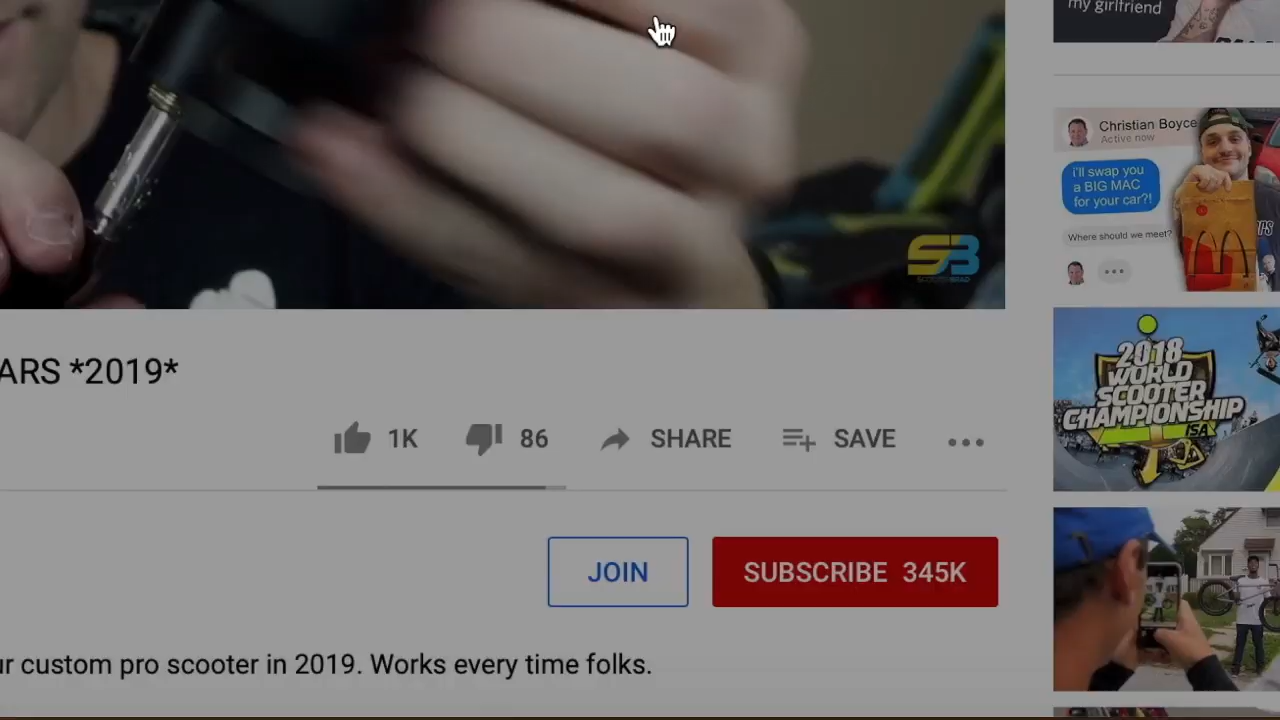 my girlfriend
Christian Boyce
Active now
i'll swap you
a BIG MAC
for your car?!
Where should we meet?
SB
2018
WORLD
SCOOTER
CHAMPIONSHIP
ISA
ARS *2019*
1K
86
SHARE
SAVE
JOIN
SUBSCRIBE 345K
ur custom pro scooter in 2019. Works every time folks.